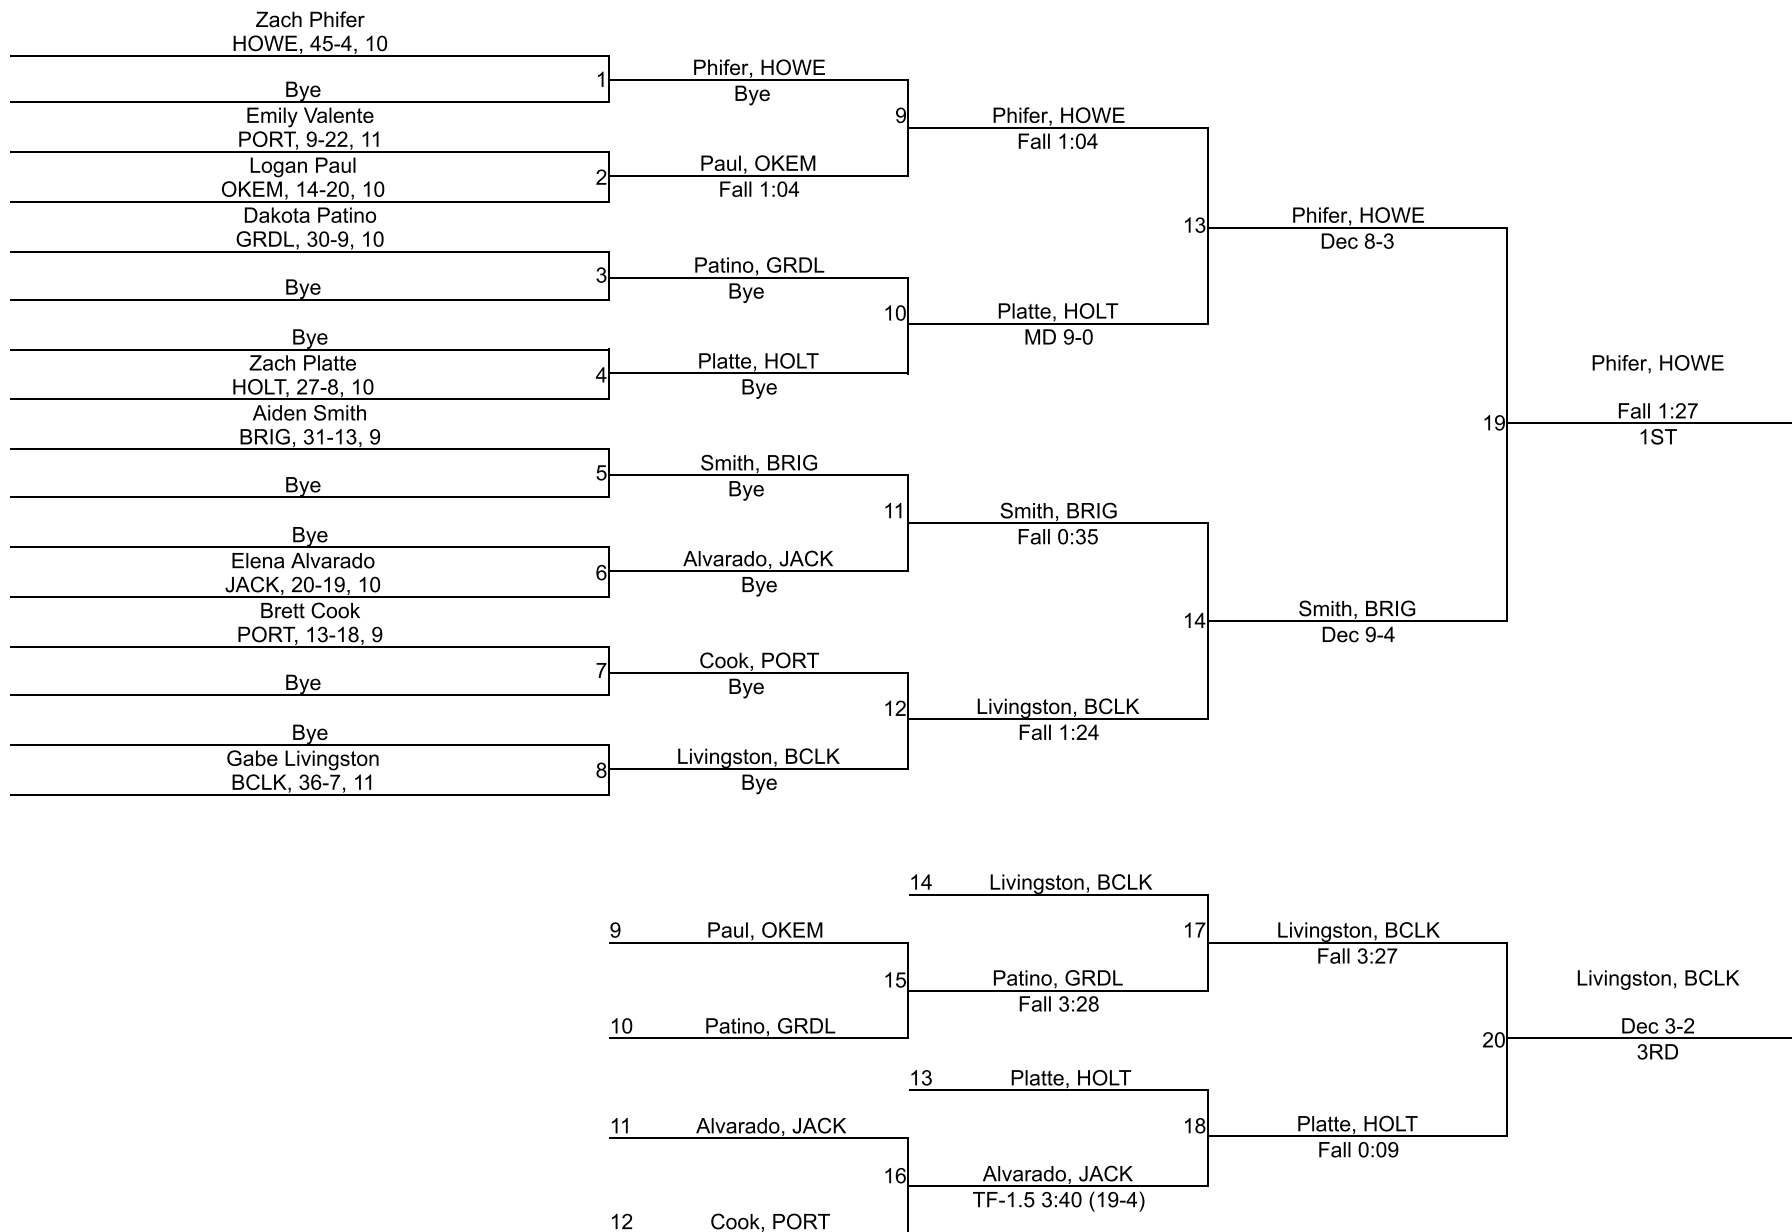 Zach Phifer
HOWE, 45-4, 10
1
Bye
Emily Valente
PORT, 9-22, 11
2
Logan Paul
OKEM, 14-20, 10
Dakota Patino
GRDL, 30-9, 10
3
Bye
Bye
4
Zach Platte
HOLT, 27-8, 10
Aiden Smith
BRIG, 31-13, 9
5
Bye
Bye
6
Elena Alvarado
JACK, 20-19, 10
Brett Cook
PORT, 13-18, 9
7
Bye
Bye
8
Gabe Livingston
BCLK, 36-7, 11
Phifer, HOWE
Bye
9
Paul, OKEM
Fall 1:04
Patino, GRDL
Bye
10
Platte, HOLT
Bye
Smith, BRIG
Bye
11
Alvarado, JACK
Bye
Cook, PORT
Bye
12
Livingston, BCLK
Bye
Phifer, HOWE
Fall 1:04
13
Platte, HOLT
MD 9-0
Smith, BRIG
Fall 0:35
14
Livingston, BCLK
Fall 1:24
Phifer, HOWE
Dec 8-3
19
Smith, BRIG
Dec 9-4
Phifer, HOWE
Fall 1:27
1ST
14 Livingston, BCLK
9 Paul, OKEM
17
15
Patino, GRDL
Fall 3:28
10 Patino, GRDL
13 Platte, HOLT
11 Alvarado, JACK
18
16
Alvarado, JACK
TF-1.5 3:40 (19-4)
12 Cook, PORT
Livingston, BCLK
Fall 3:27
20
Platte, HOLT
Fall 0:09
Livingston, BCLK
Dec 3-2
3RD